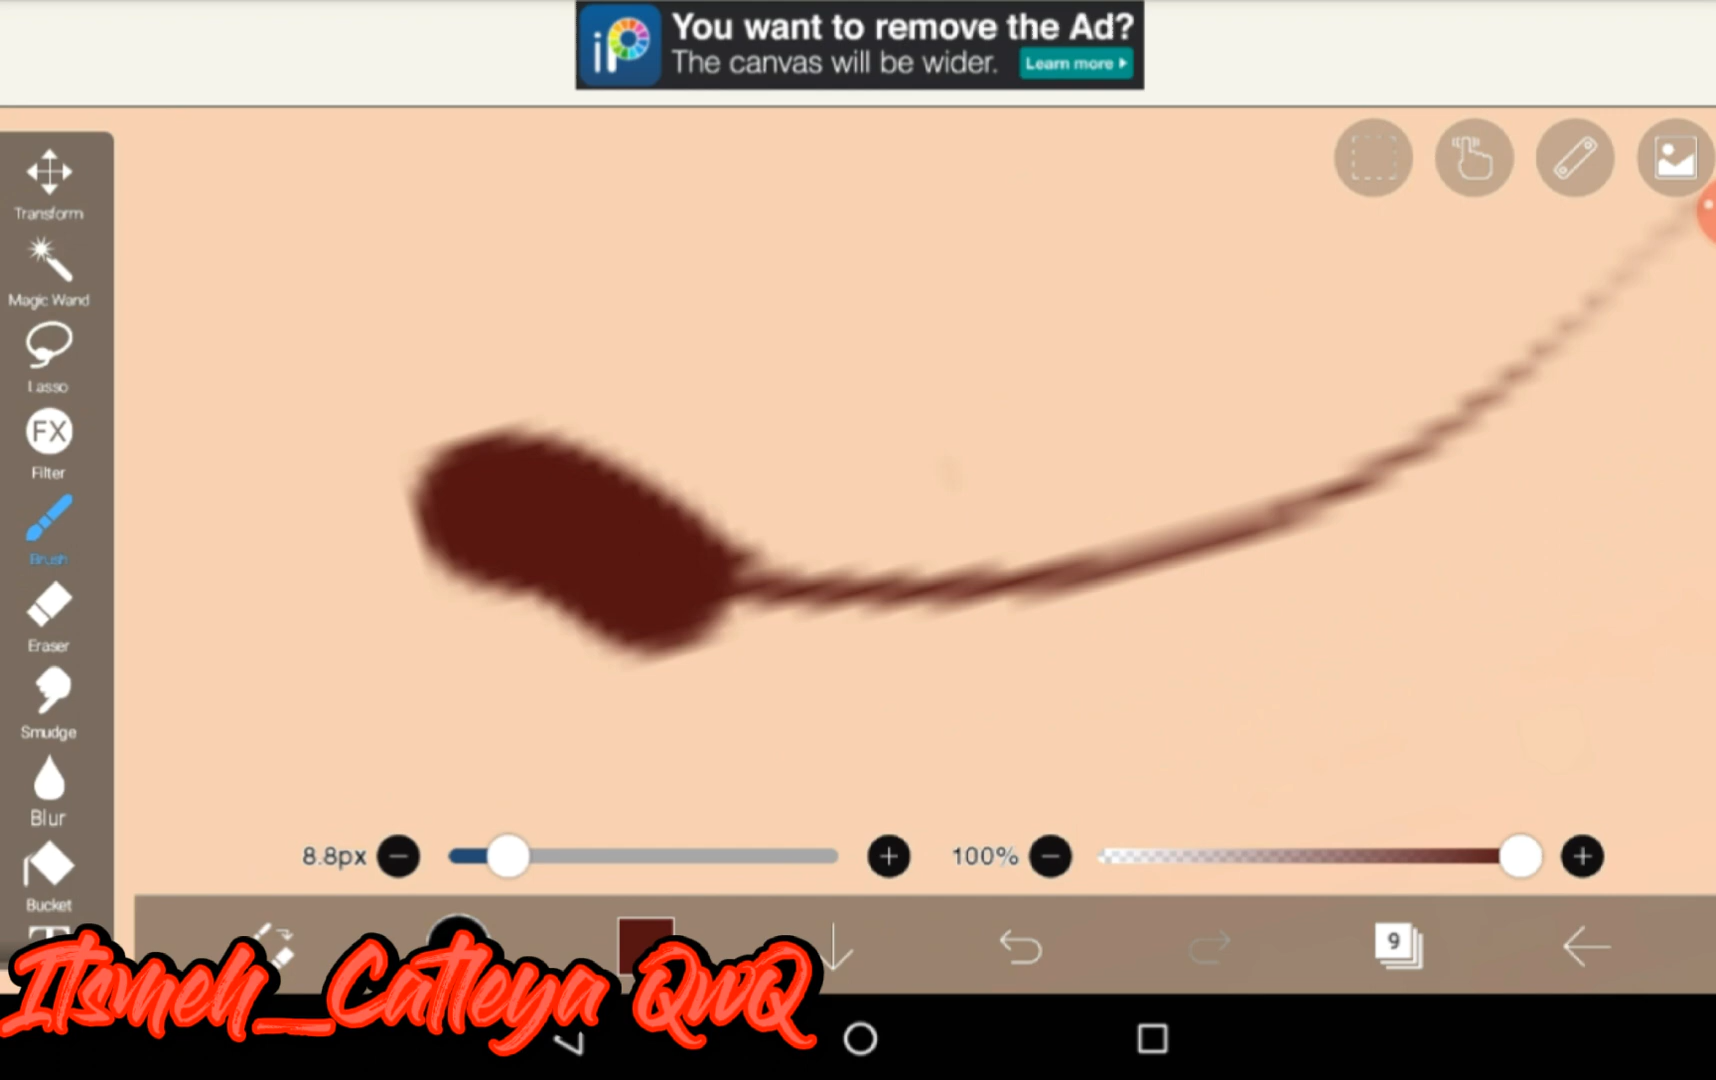 iP
You want to remove the Ad?
The canvas will be wider.
Learn more
Transform
Magic Wand
Lasso
FX
Filter
Brush
Eraser
Smudge
Blur
Bucket
8.8px
100%
9
Itsmeh_Catleya QwQ